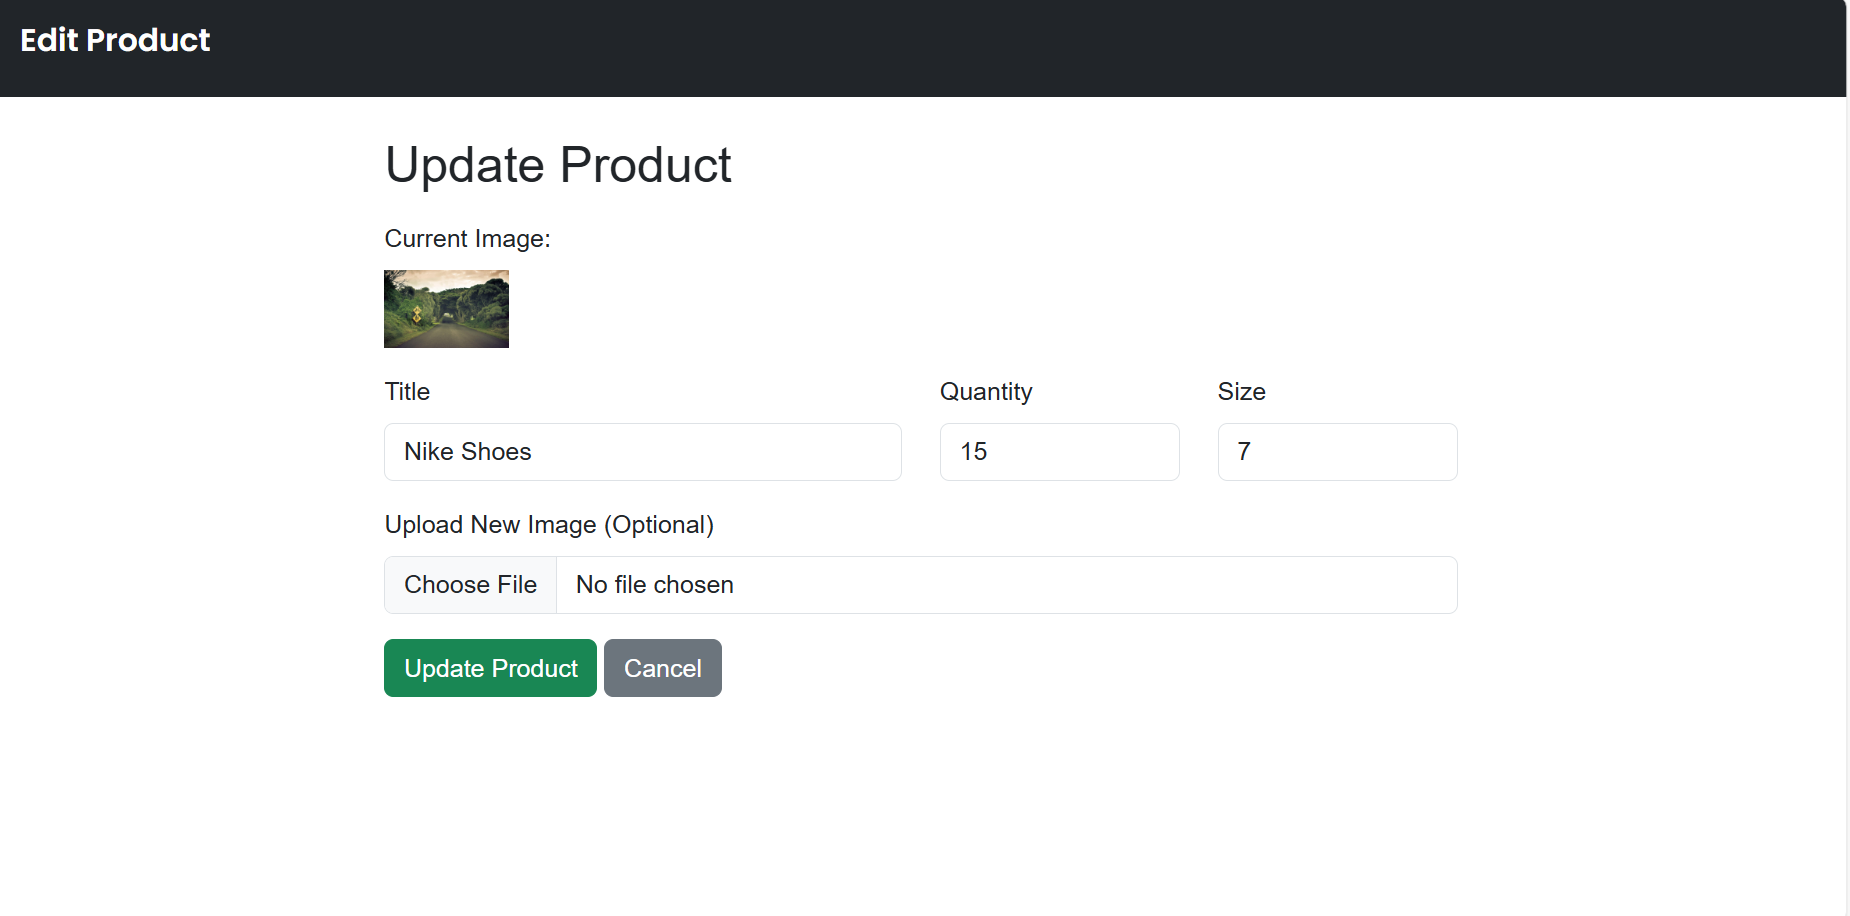 Edit Product
Update Product
Current Image:
Title Quantity Size
Nike Shoes 15 7
Upload New Image (Optional)
Choose File No file chosen
Update Product Cancel